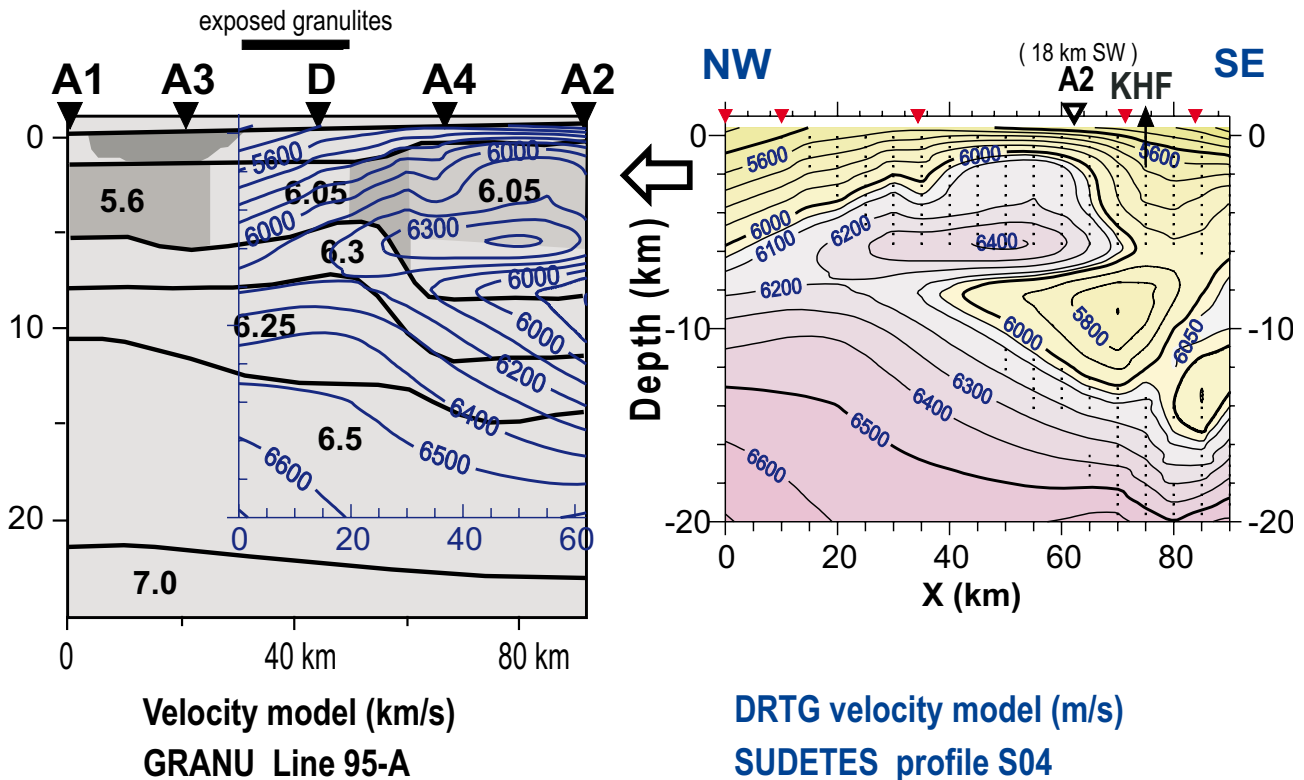 exposed granulites
A1 A3 D A4 A2
0
10
20
5600
6000
5.6
6.05
6.05
6000
6300
6.3
6000
6.25
6000
6200
6400
6.5
6500
6600
0 20 40 60
7.0
0 40 km 80 km
Velocity model (km/s)
GRANU Line 95-A
NW
( 18 km SW )
A2 KHF
SE
Depth (km)
0
-10
-20
5600
6000
5600
6000
6100
6200
6400
6200
5800
6000
6050
6300
6400
6500
6600
0
-10
-20
0 20 40 60 80
X (km)
DRTG velocity model (m/s)
SUDETES profile S04